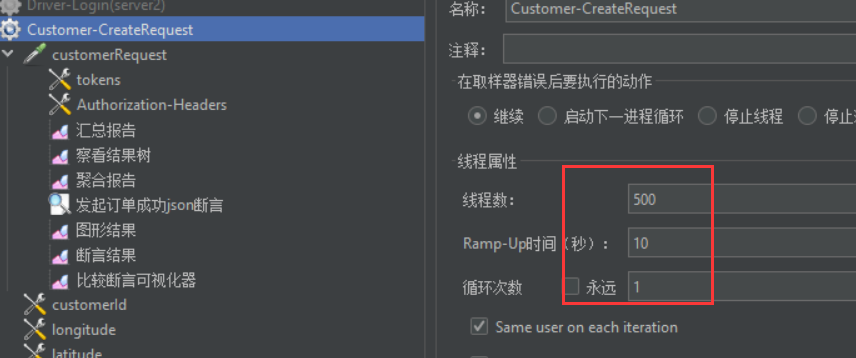 Driver-Login(server2)
Customer-CreateRequest
customerRequest
tokens
Authorization-Headers
汇总报告
察看结果树
聚合报告
发起订单成功json断言
图形结果
断言结果
比较断言可视化器
customerId
longitude
latitude
名称： Customer-CreateRequest
注释：
在取样器错误后要执行的动作
继续 启动下一进程循环 停止线程 停止
线程属性
线程数： 500
Ramp-Up时间（秒）： 10
循环次数 永远 1
Same user on each iteration